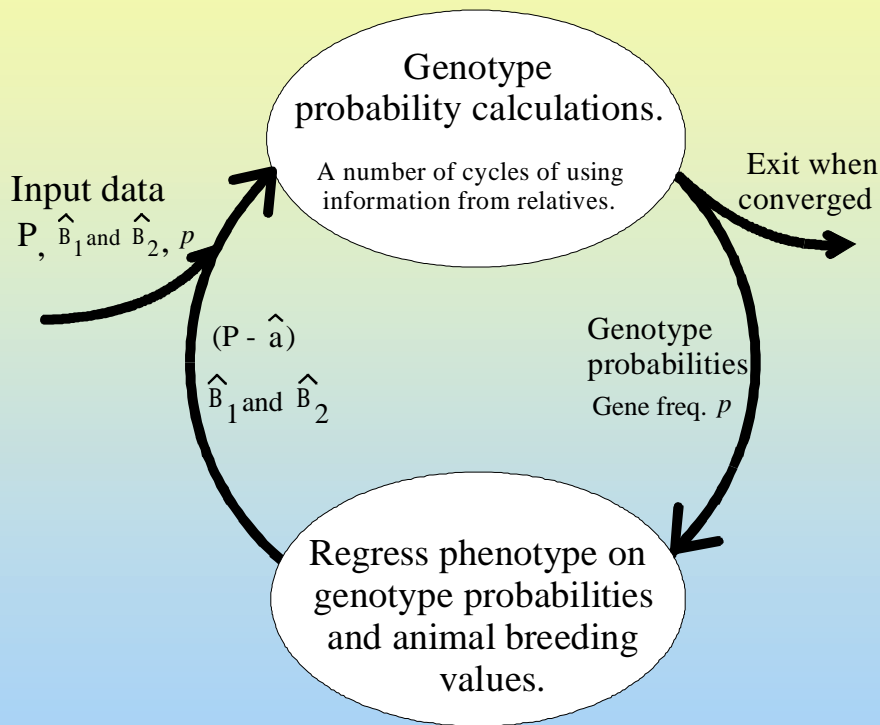 Genotype
probability calculations.
A number of cycles of using
information from relatives.
Input data
P, B̂₁ and B̂₂, p
Exit when
converged
(P - â)
B̂₁ and B̂₂
Genotype
probabilities
Gene freq. p
Regress phenotype on
genotype probabilities
and animal breeding
values.